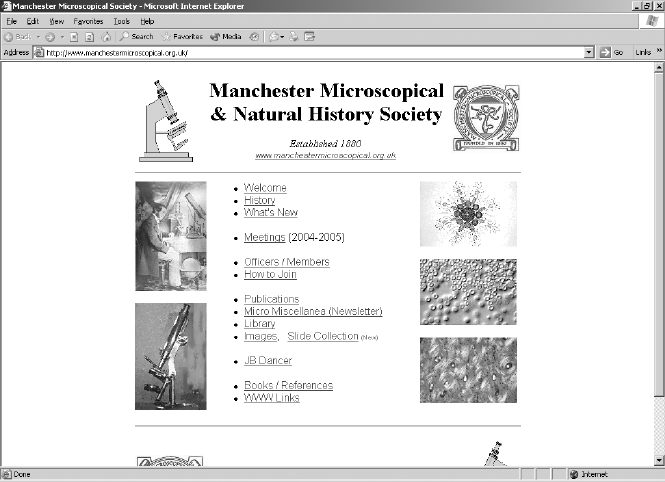 Manchester Microscopical Society - Microsoft Internet Explorer
File Edit View Favorites Tools Help
Back Search Favorites Media
Address http://www.manchestermicroscopical.org.uk/ Go Links »
Manchester Microscopical
& Natural History Society
Established 1880
www.manchestermicroscopical.org.uk
Welcome
History
What's New
Meetings (2004-2005)
Officers / Members
How to Join
Publications
Micro Miscellanea (Newsletter)
Library
Images, Slide Collection (New)
JB Dancer
Books / References
WWW Links
Done Internet